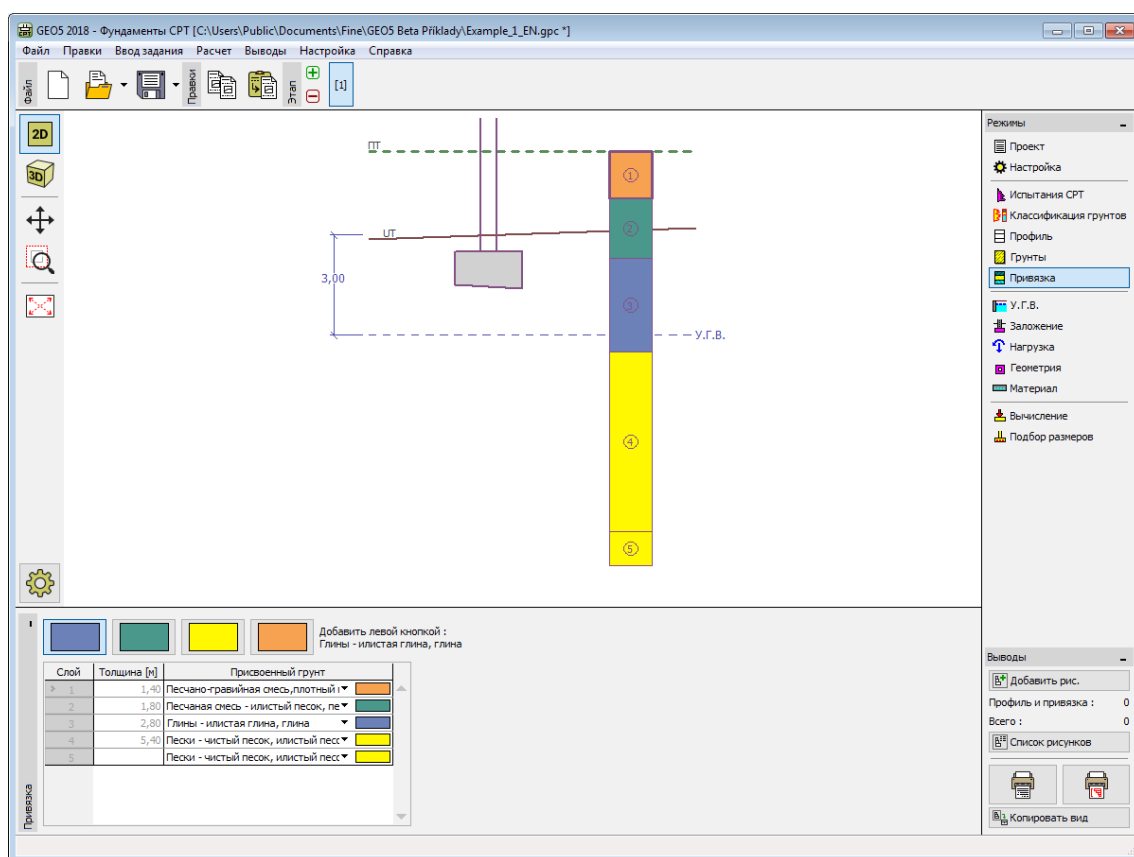 GEO5 2018 - Фундаменты CPT [C:\Users\Public\Documents\Fine\GEO5 Beta Příklady\Example_1_EN.gpc *]
Файл Правки Ввод задания Расчет Выводы Настройка Справка
Файл
Правки
Этап
[1]
2D
3D
ПТ
UT
3,00
У.Г.В.
1
2
3
4
5
Режимы
Проект
Настройка
Испытания CPT
Классификация грунтов
Профиль
Грунты
Привязка
У.Г.В.
Заложение
Нагрузка
Геометрия
Материал
Вычисление
Подбор размеров
Добавить левой кнопкой :
Глины - илистая глина, глина
Слой Толщина [м] Присвоенный грунт
> 1 1,40 Песчано-гравийная смесь,плотный г
2 1,80 Песчаная смесь - илистый песок, пе
3 2,80 Глины - илистая глина, глина
4 5,40 Пески - чистый песок, илистый песс
5 Пески - чистый песок, илистый песс
Привязка
Выводы
Добавить рис.
Профиль и привязка : 0
Всего : 0
Список рисунков
Копировать вид